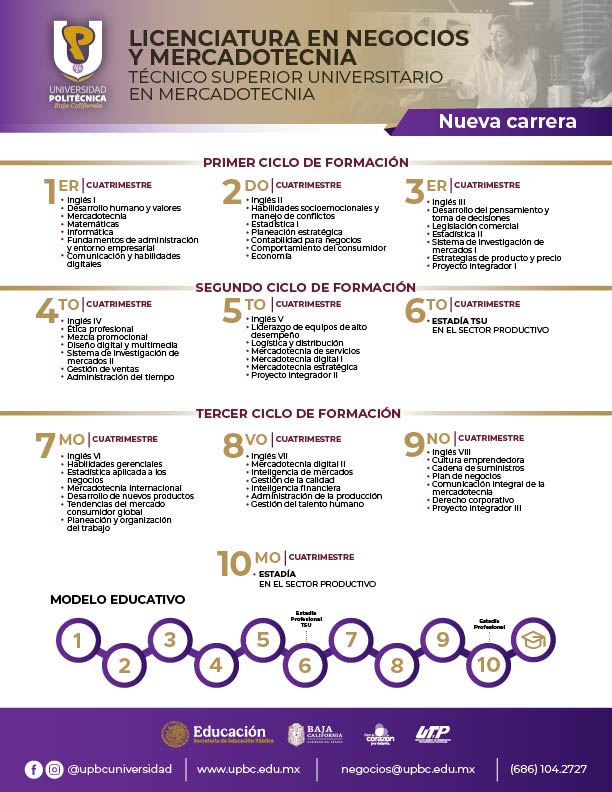 UNIVERSIDAD
POLITÉCNICA
Baja California
LICENCIATURA EN NEGOCIOS
Y MERCADOTECNIA
TÉCNICO SUPERIOR UNIVERSITARIO
EN MERCADOTECNIA
Nueva carrera
PRIMER CICLO DE FORMACIÓN
1ER CUATRIMESTRE
• Inglés I
• Desarrollo humano y valores
• Mercadotecnia
• Matemáticas
• Informática
• Fundamentos de administración
y entorno empresarial
• Comunicación y habilidades
digitales
2DO CUATRIMESTRE
• Inglés II
• Habilidades socioemocionales y
manejo de conflictos
• Estadística I
• Planeación estratégica
• Contabilidad para negocios
• Comportamiento del consumidor
• Economía
3ER CUATRIMESTRE
• Inglés III
• Desarrollo del pensamiento y
toma de decisiones
• Legislación comercial
• Estadística II
• Sistema de investigación de
mercados I
• Estrategias de producto y precio
• Proyecto integrador I
SEGUNDO CICLO DE FORMACIÓN
4TO CUATRIMESTRE
• Inglés IV
• Ética profesional
• Mezcla promocional
• Diseño digital y multimedia
• Sistema de investigación de
mercados II
• Gestión de ventas
• Administración del tiempo
5TO CUATRIMESTRE
• Inglés V
• Liderazgo de equipos de alto
desempeño
• Logística y distribución
• Mercadotecnia de servicios
• Mercadotecnia digital I
• Mercadotecnia estratégica
• Proyecto integrador II
6TO CUATRIMESTRE
• ESTADÍA TSU
EN EL SECTOR PRODUCTIVO
TERCER CICLO DE FORMACIÓN
7MO CUATRIMESTRE
• Inglés VI
• Habilidades gerenciales
• Estadística aplicada a los
negocios
• Mercadotecnia internacional
• Desarrollo de nuevos productos
• Tendencias del mercado
consumidor global
• Planeación y organización
del trabajo
8VO CUATRIMESTRE
• Inglés VII
• Mercadotecnia digital II
• Inteligencia de mercados
• Gestión de la calidad
• Inteligencia financiera
• Administración de la producción
• Gestión del talento humano
9NO CUATRIMESTRE
• Inglés VIII
• Cultura emprendedora
• Cadena de suministros
• Plan de negocios
• Comunicación integral de la
mercadotecnia
• Derecho corporativo
• Proyecto integrador III
10MO CUATRIMESTRE
• ESTADÍA
EN EL SECTOR PRODUCTIVO
MODELO EDUCATIVO
Estadía
Profesional
TSU
Estadía
Profesional
1 2 3 4 5 6 7 8 9 10
Educación
Secretaría de Educación Pública
BAJA
CALIFORNIA
GOBIERNO DEL ESTADO
Con el
corazón
por delante
UTP
@upbcuniversidad
www.upbc.edu.mx
negocios@upbc.edu.mx
(686) 104.2727